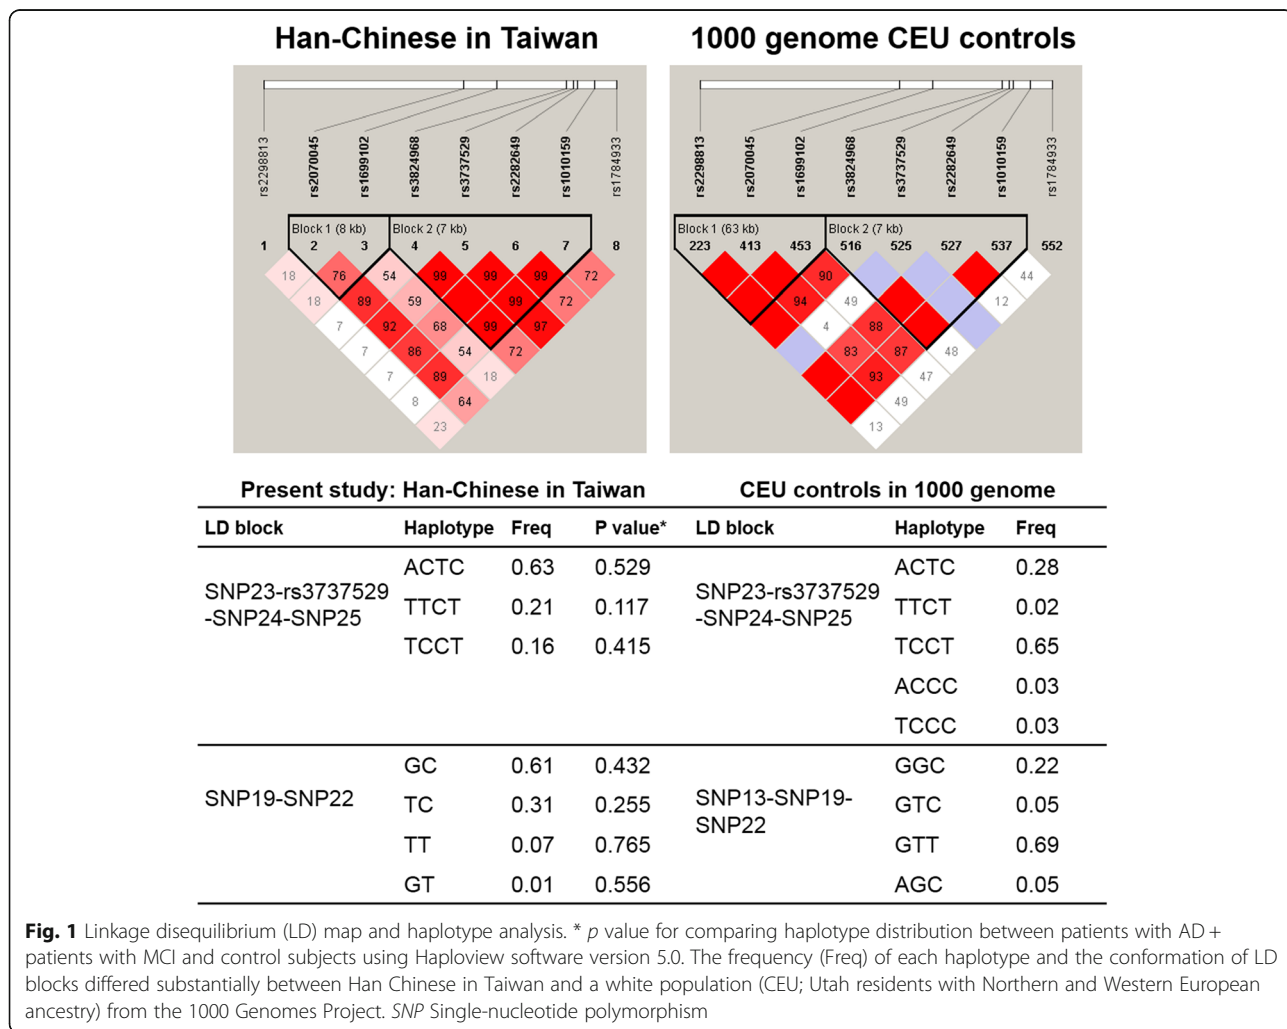 Han-Chinese in Taiwan
rs2298813
rs2070045
rs1699102
rs3824968
rs3737529
rs2282649
rs1010159
rs1784933
Block 1 (8 kb) Block 2 (7 kb)
1 2 3 4 5 6 7 8
18 76 54 99 99 99 72
18 89 59 99 72
7 92 68 99 97
7 86 54 72
7 89 18
8 64
23
1000 genome CEU controls
rs2298813
rs2070045
rs1699102
rs3824968
rs3737529
rs2282649
rs1010159
rs1784933
Block 1 (63 kb) Block 2 (7 kb)
223 413 453 516 525 527 537 552
90 44
94 49 12
4 88
83 87 48
93 47
49
13
Present study: Han-Chinese in Taiwan CEU controls in 1000 genome
LD block Haplotype Freq P value* LD block Haplotype Freq
SNP23-rs3737529
-SNP24-SNP25
ACTC 0.63 0.529
TTCT 0.21 0.117
TCCT 0.16 0.415
SNP23-rs3737529
-SNP24-SNP25
ACTC 0.28
TTCT 0.02
TCCT 0.65
ACCC 0.03
TCCC 0.03
SNP19-SNP22
GC 0.61 0.432
TC 0.31 0.255
TT 0.07 0.765
GT 0.01 0.556
SNP13-SNP19-
SNP22
GGC 0.22
GTC 0.05
GTT 0.69
AGC 0.05
Fig. 1 Linkage disequilibrium (LD) map and haplotype analysis. * p value for comparing haplotype distribution between patients with AD +
patients with MCI and control subjects using Haploview software version 5.0. The frequency (Freq) of each haplotype and the conformation of LD
blocks differed substantially between Han Chinese in Taiwan and a white population (CEU; Utah residents with Northern and Western European
ancestry) from the 1000 Genomes Project. SNP Single-nucleotide polymorphism